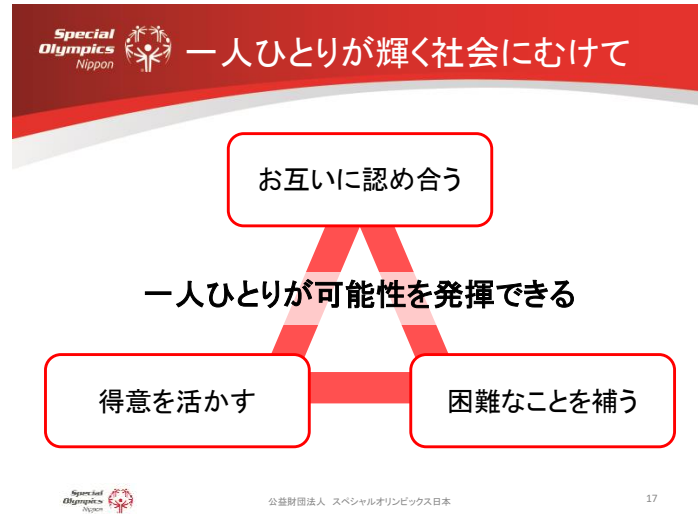 Special
Olympics
Nippon
一人ひとりが輝く社会にむけて
お互いに認め合う
一人ひとりが可能性を発揮できる
得意を活かす
困難なことを補う
Special
Olympics
Nippon
公益財団法人 スペシャルオリンピックス日本
17